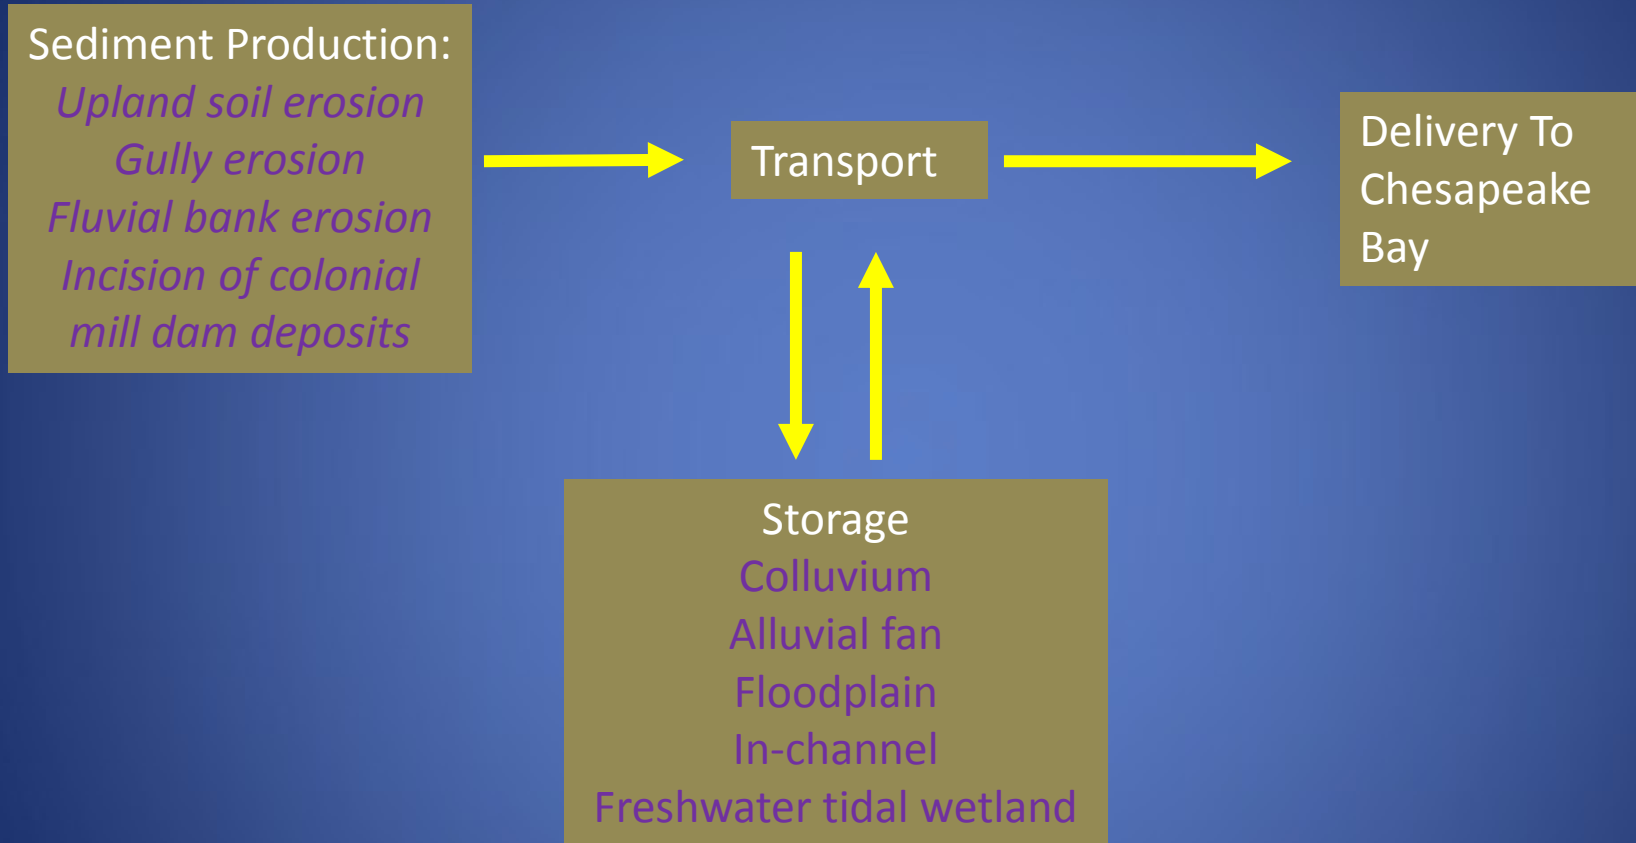 Sediment Production:
Upland soil erosion
Gully erosion
Fluvial bank erosion
Incision of colonial
mill dam deposits
Transport
Delivery To
Chesapeake
Bay
Storage
Colluvium
Alluvial fan
Floodplain
In-channel
Freshwater tidal wetland